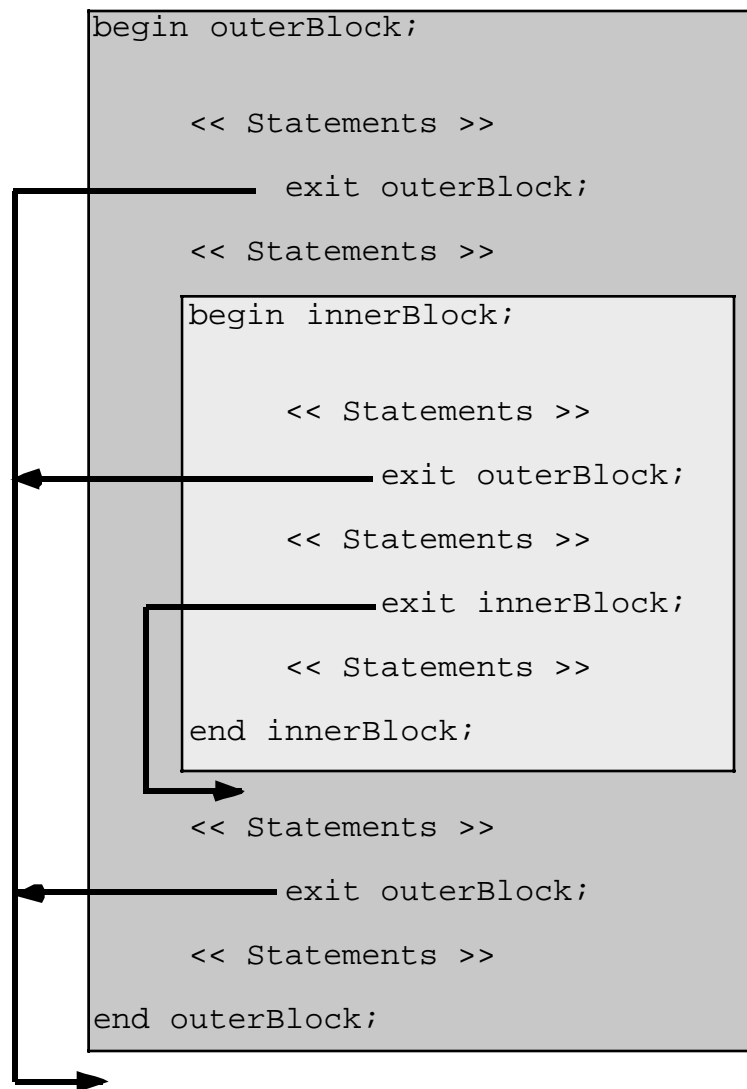 begin outerBlock;
<< Statements >>
exit outerBlock;
<< Statements >>
begin innerBlock;
<< Statements >>
exit outerBlock;
<< Statements >>
exit innerBlock;
<< Statements >>
end innerBlock;
<< Statements >>
exit outerBlock;
<< Statements >>
end outerBlock;